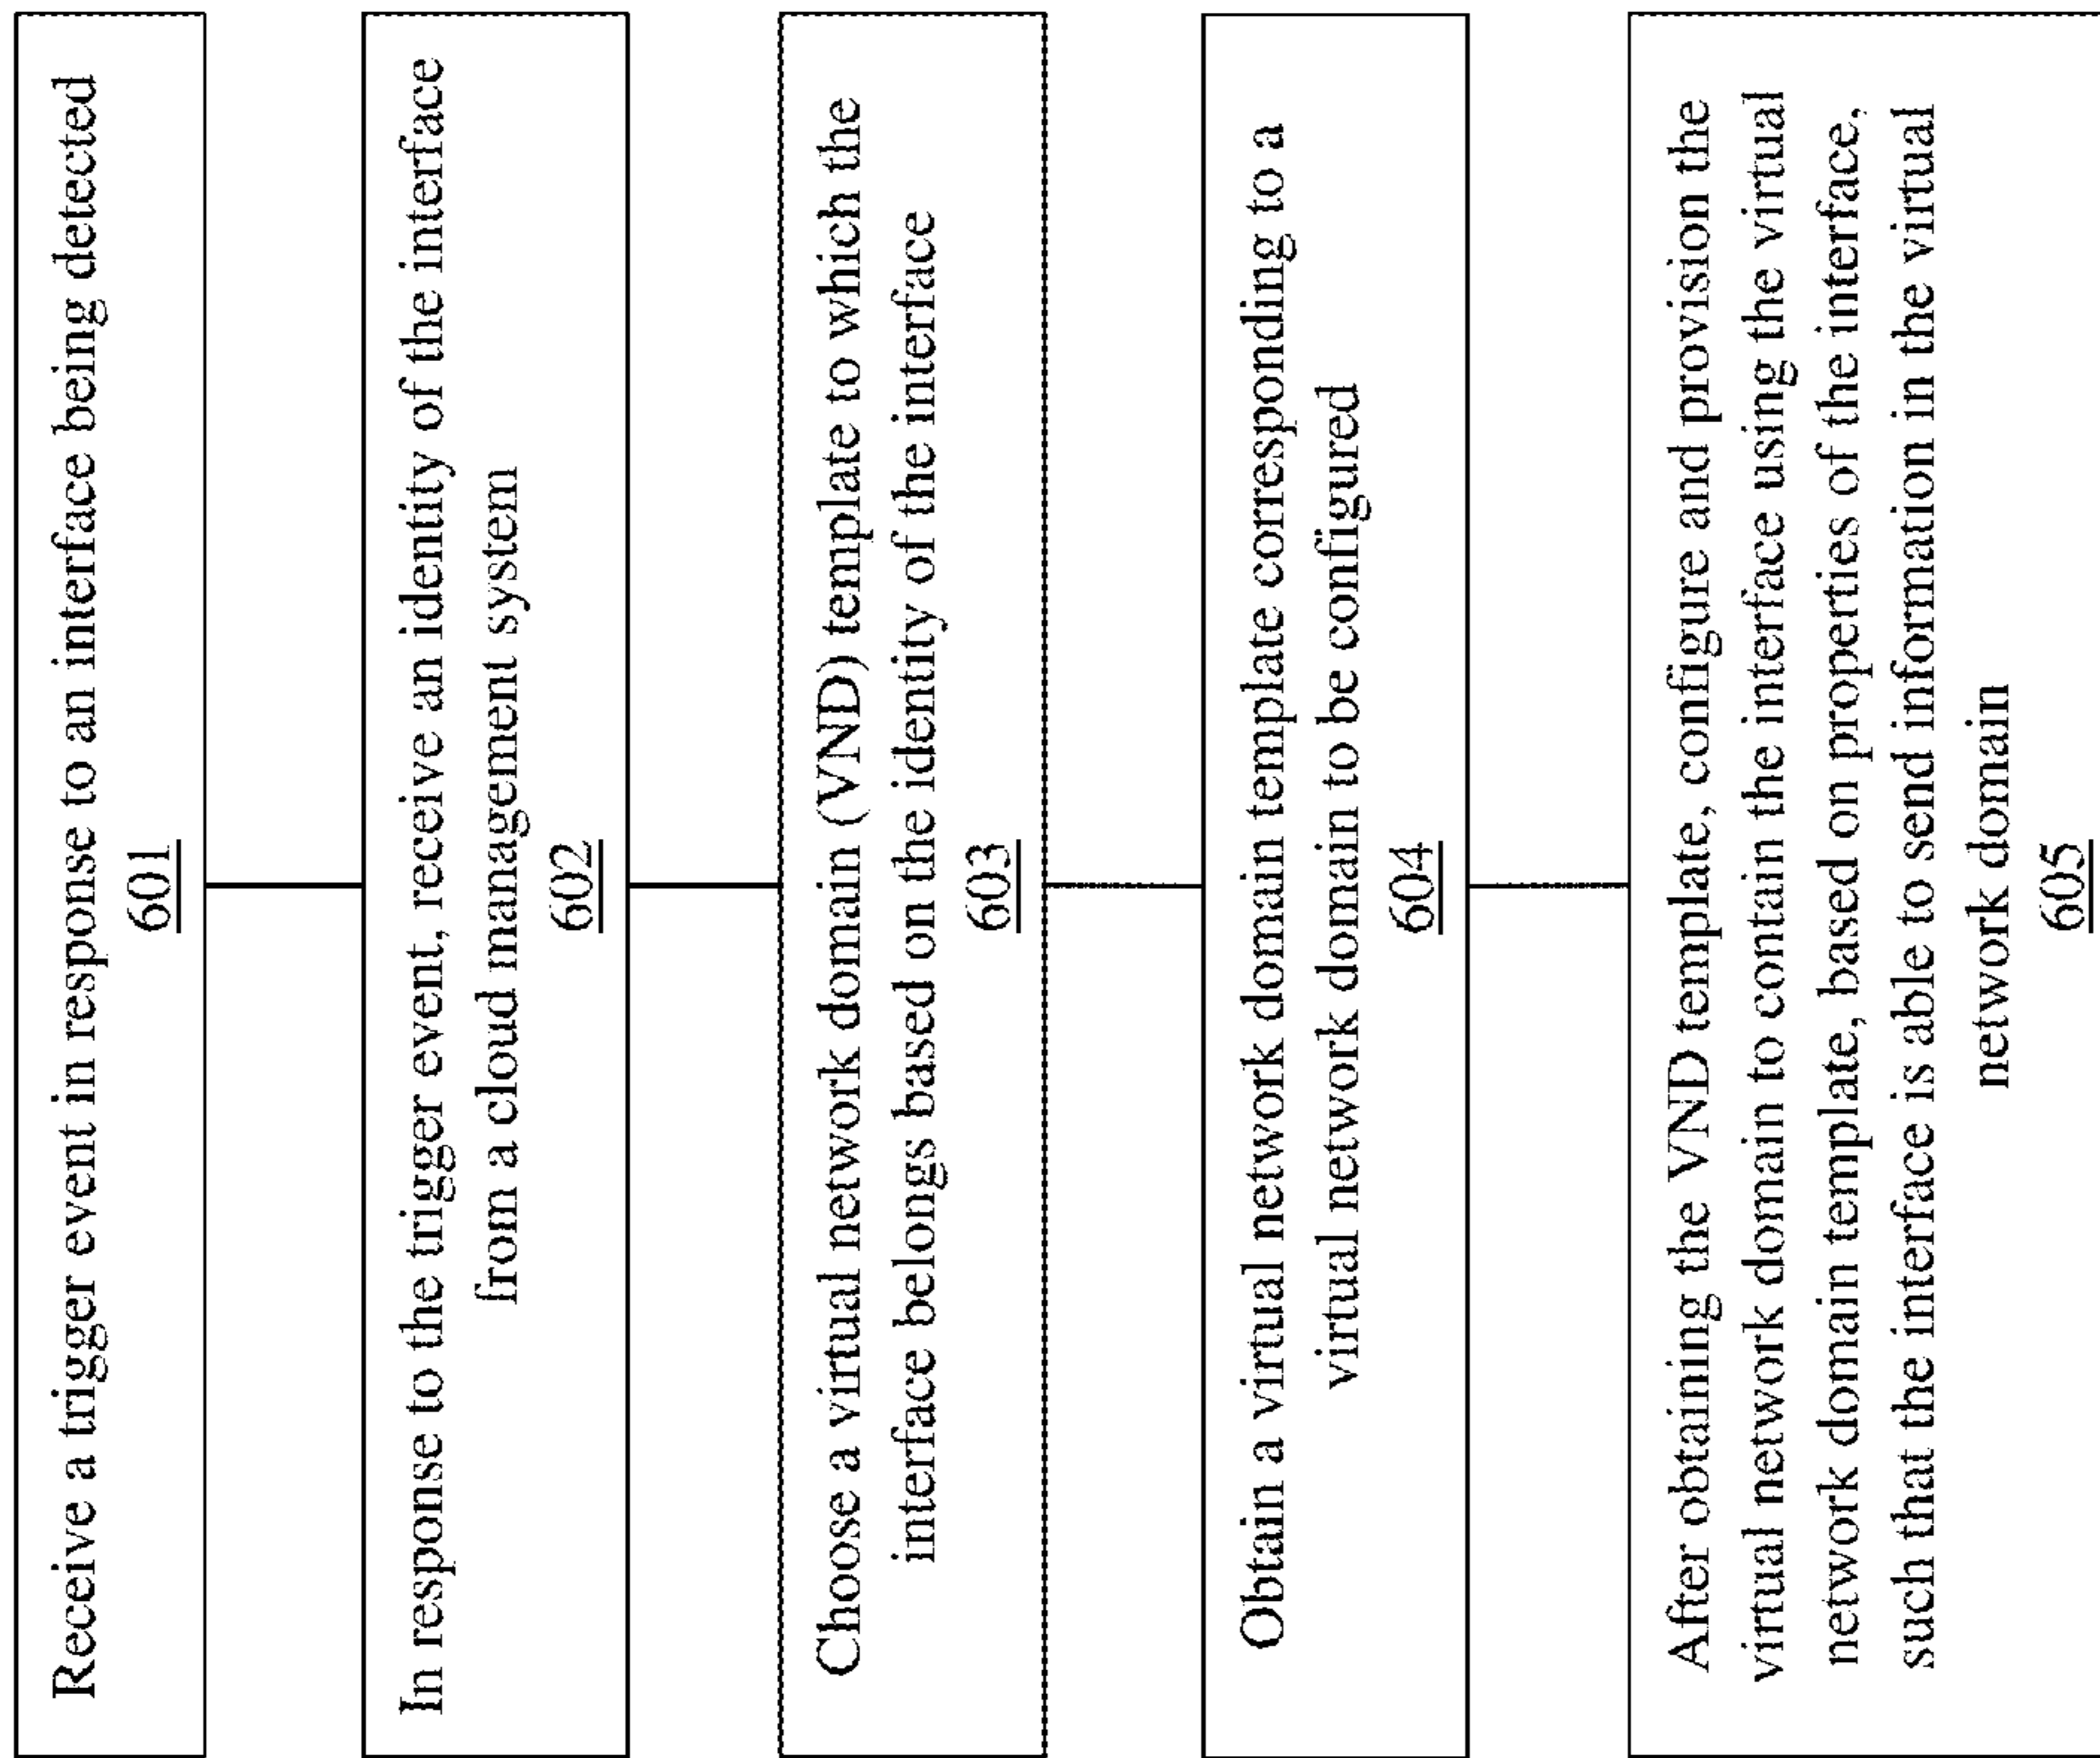 Receive a trigger event in response to an interface being detected
601
In response to the trigger event, receive an identity of the interface
from a cloud management system
602
Choose a virtual network domain (VND) template to which the
interface belongs based on the identity of the interface
603
Obtain a virtual network domain template corresponding to a
virtual network domain to be configured
604
After obtaining the VND template, configure and provision the
virtual network domain to contain the interface using the virtual
network domain template, based on properties of the interface,
such that the interface is able to send information in the virtual
network domain
605